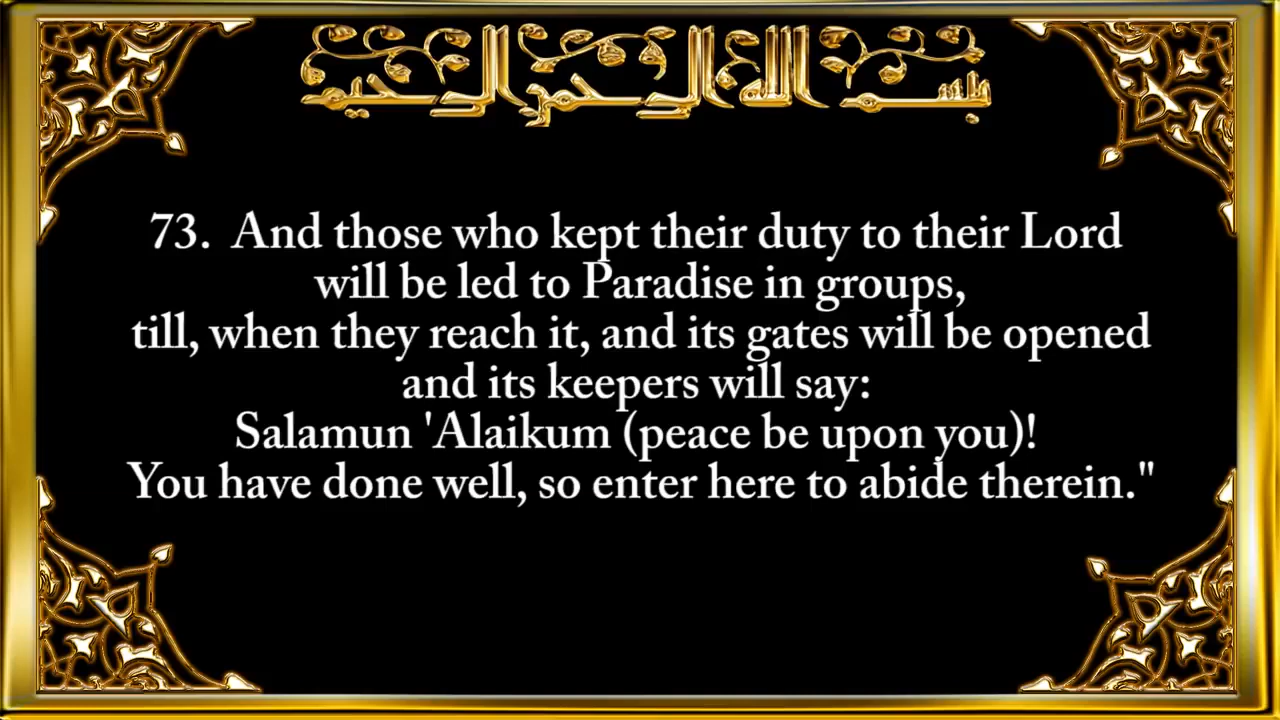 بسم الله الرحمن الرحيم
73. And those who kept their duty to their Lord
will be led to Paradise in groups,
till, when they reach it, and its gates will be opened
and its keepers will say:
Salamun 'Alaikum (peace be upon you)!
You have done well, so enter here to abide therein."